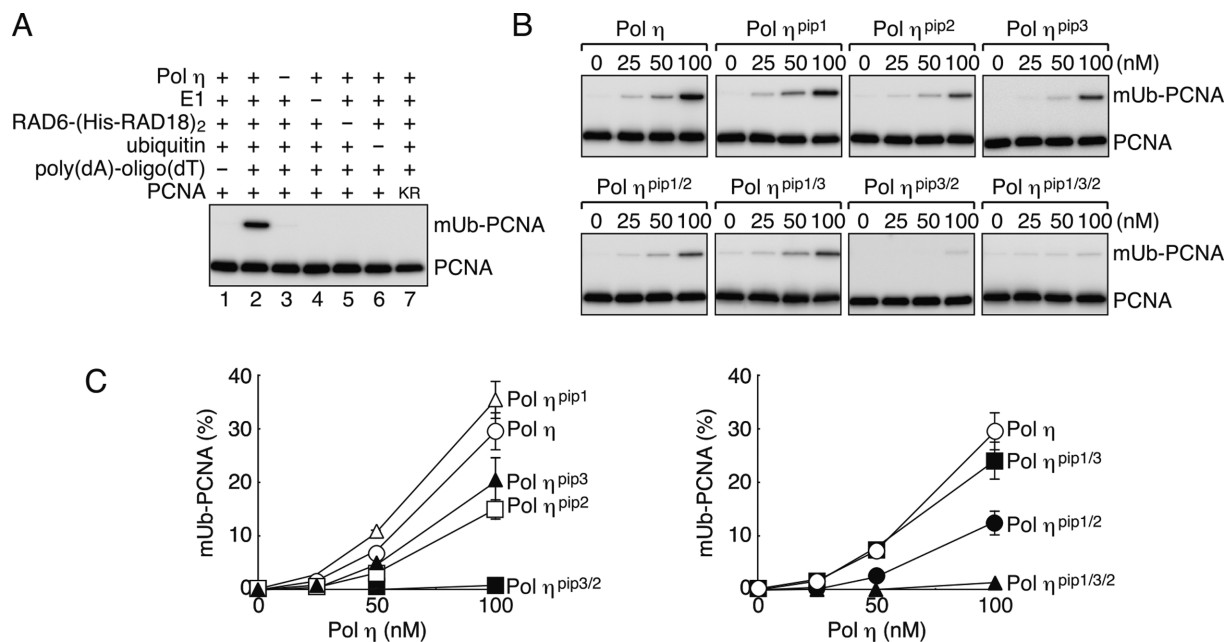 A
Pol η + + – + + + +
E1 + + + – + + +
RAD6-(His-RAD18)2 + + + + – + +
ubiquitin + + + + + – +
poly(dA)-oligo(dT) – + + + + + +
PCNA + + + + + + KR
mUb-PCNA
PCNA
1 2 3 4 5 6 7
B
Pol η Pol ηpip1 Pol ηpip2 Pol ηpip3
0 25 50 100 0 25 50 100 0 25 50 100 0 25 50 100 (nM)
mUb-PCNA
PCNA
Pol ηpip1/2 Pol ηpip1/3 Pol ηpip3/2 Pol ηpip1/3/2
0 25 50 100 0 25 50 100 0 25 50 100 0 25 50 100 (nM)
mUb-PCNA
PCNA
C
mUb-PCNA (%)
40
30
20
10
0
0 50 100
Pol η (nM)
Pol ηpip1
Pol η
Pol ηpip3
Pol ηpip2
Pol ηpip3/2
mUb-PCNA (%)
40
30
20
10
0
0 50 100
Pol η (nM)
Pol η
Pol ηpip1/3
Pol ηpip1/2
Pol ηpip1/3/2